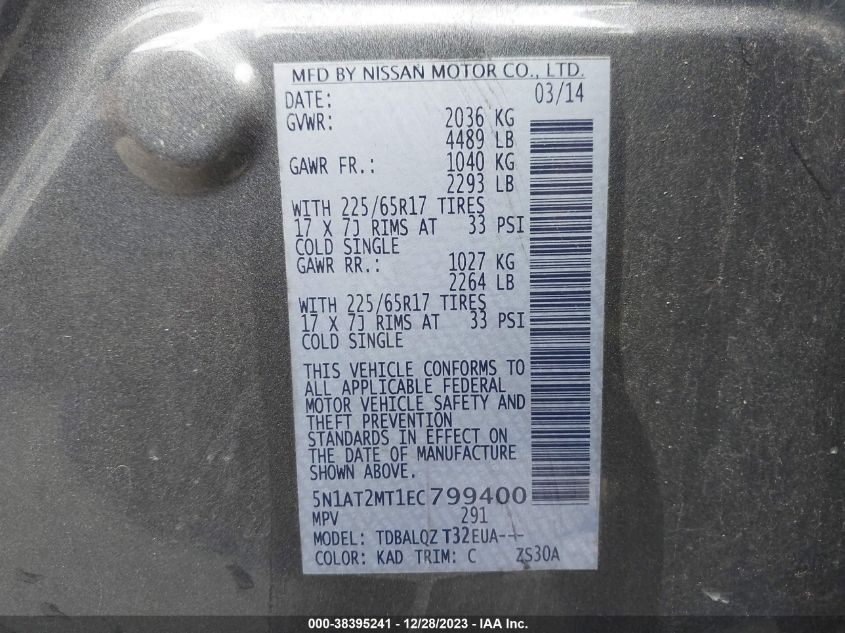 MFD BY NISSAN MOTOR CO., LTD.
DATE: 03/14
GVWR: 2036 KG
4489 LB
GAWR FR.: 1040 KG
2293 LB
WITH 225/65R17 TIRES
17 X 7J RIMS AT 33 PSI
COLD SINGLE
GAWR RR.: 1027 KG
2264 LB
WITH 225/65R17 TIRES
17 X 7J RIMS AT 33 PSI
COLD SINGLE
THIS VEHICLE CONFORMS TO
ALL APPLICABLE FEDERAL
MOTOR VEHICLE SAFETY AND
THEFT PREVENTION
STANDARDS IN EFFECT ON
THE DATE OF MANUFACTURE
SHOWN ABOVE.
5N1AT2MT1EC799400
MPV 291
MODEL: TDBALQZ T32EUA---
COLOR: KAD TRIM: C ZS30A
000-38395241 - 12/28/2023 - IAA Inc.